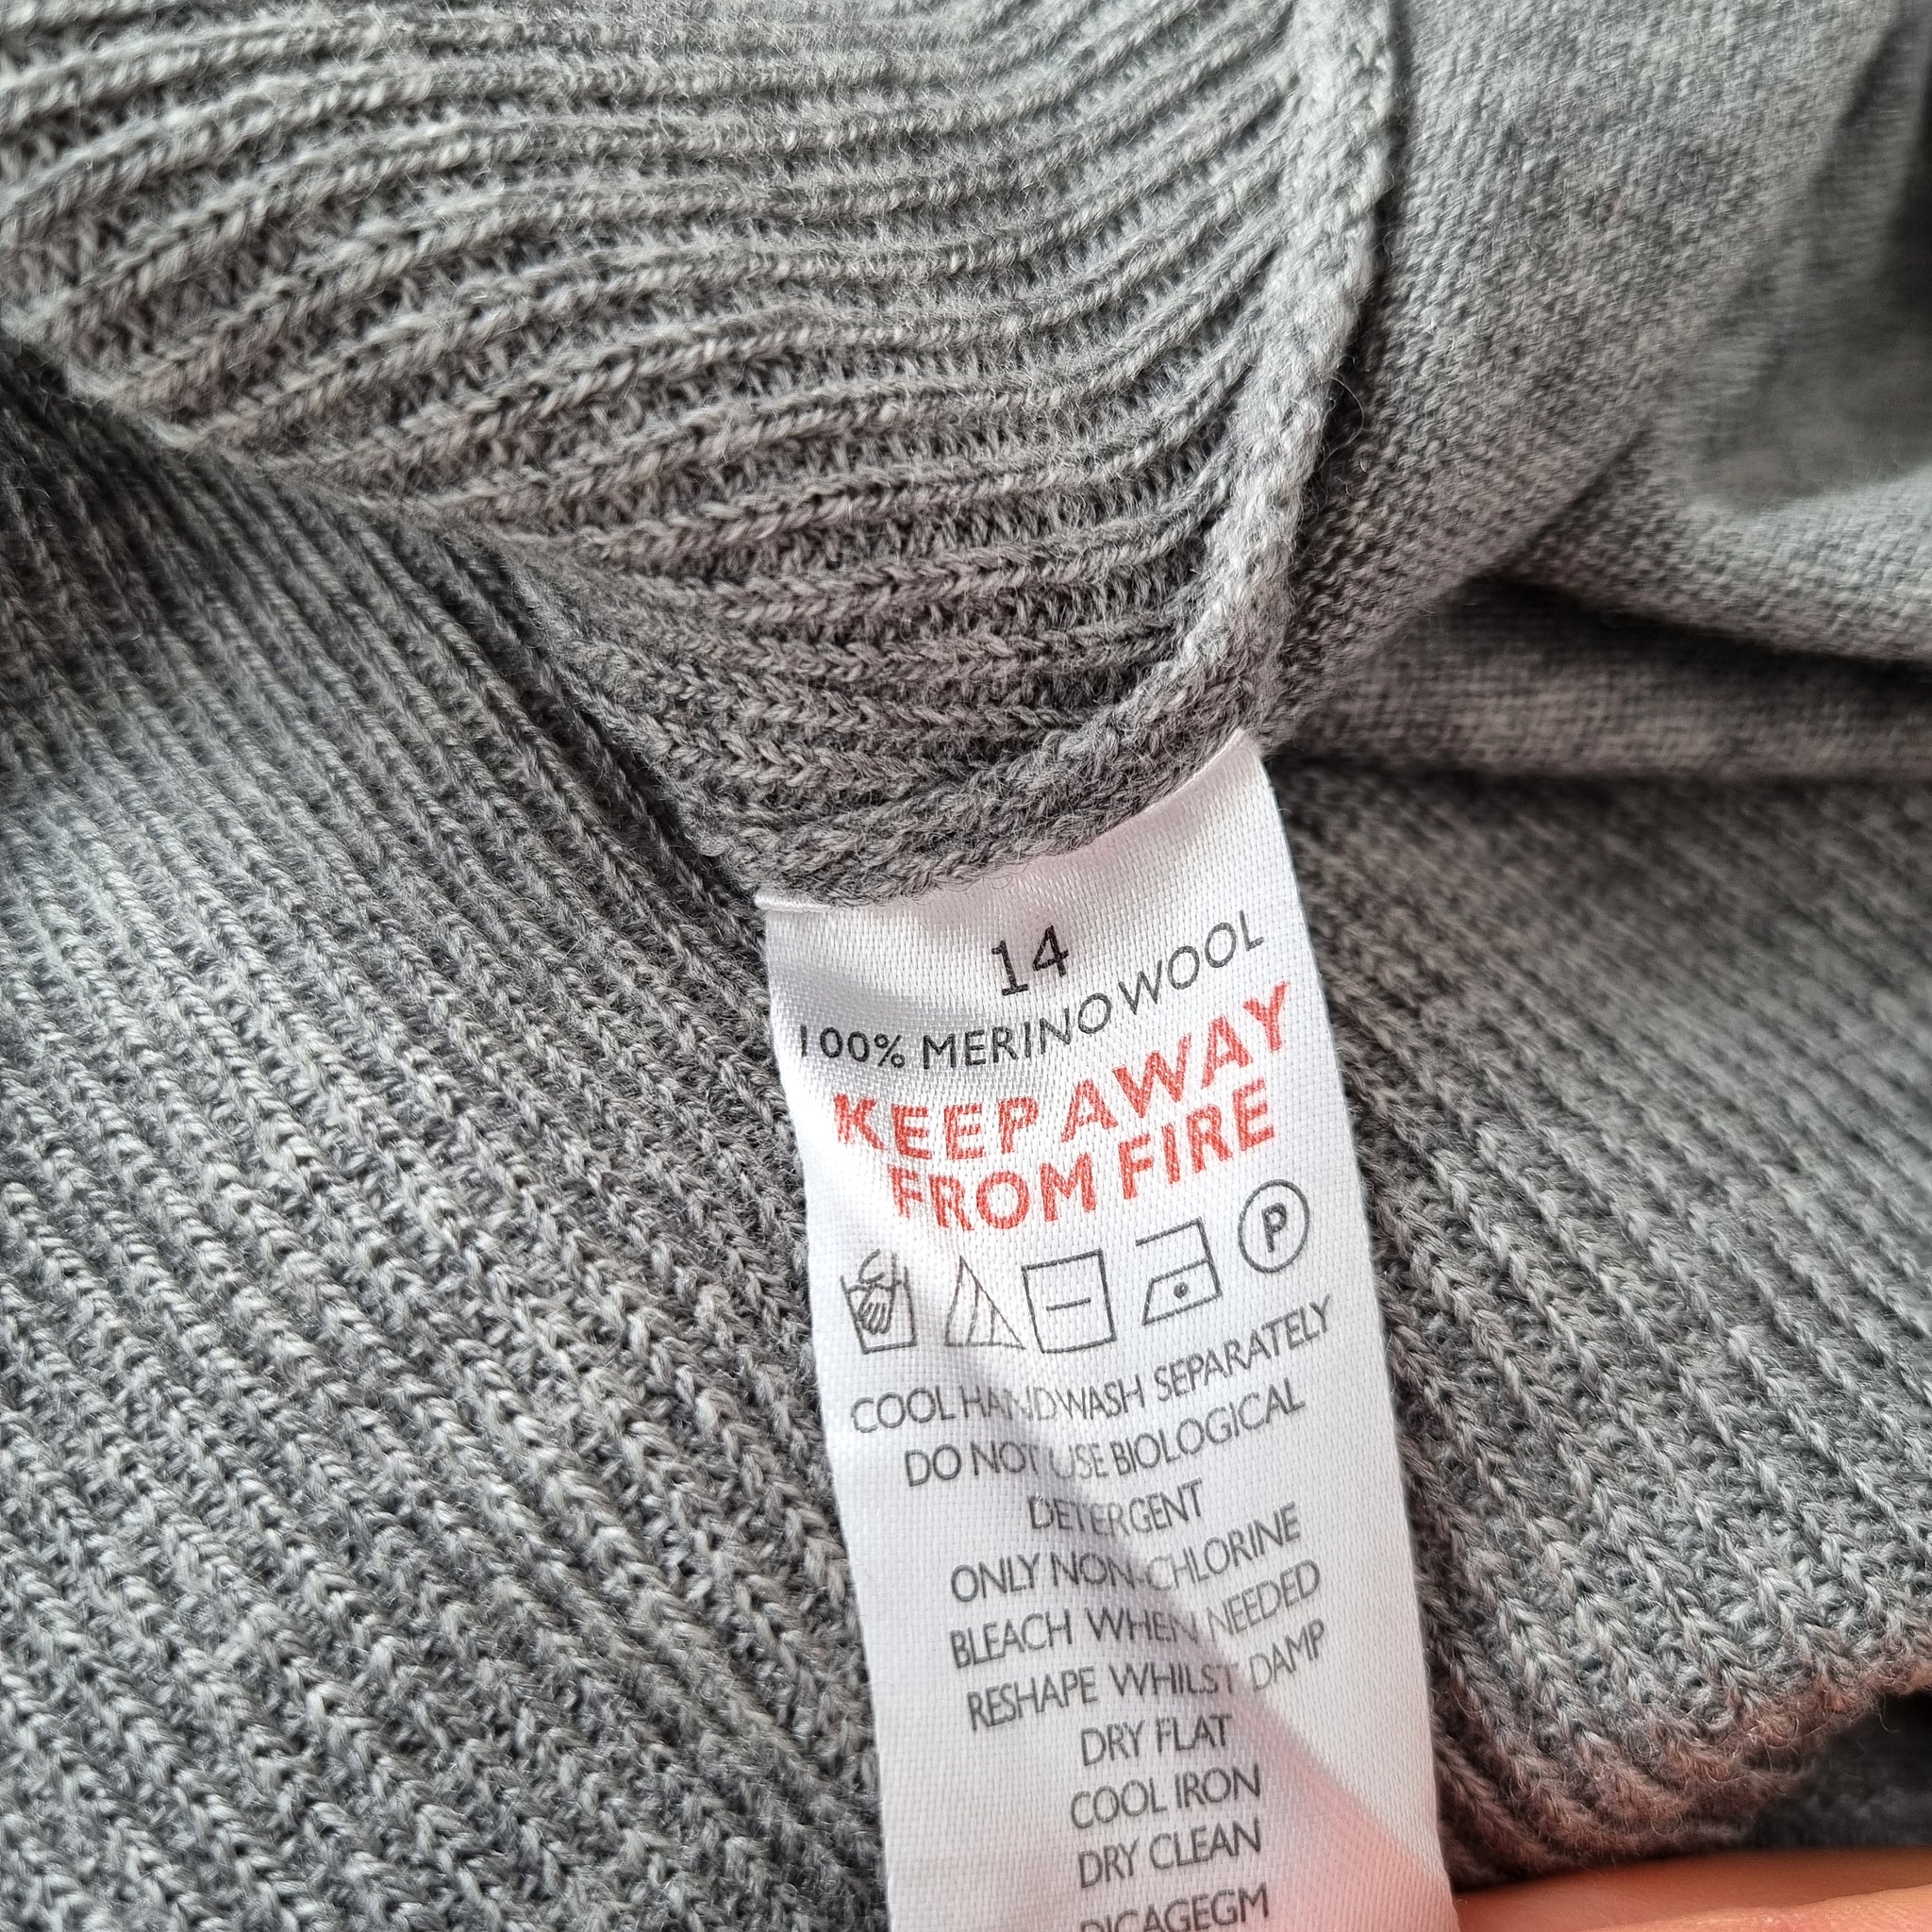 14
100% MERINO WOOL
KEEP AWAY
FROM FIRE
P
COOL HANDWASH SEPARATELY
DO NOT USE BIOLOGICAL
DETERGENT
ONLY NON-CHLORINE
BLEACH WHEN NEEDED
RESHAPE WHILST DAMP
DRY FLAT
COOL IRON
DRY CLEAN